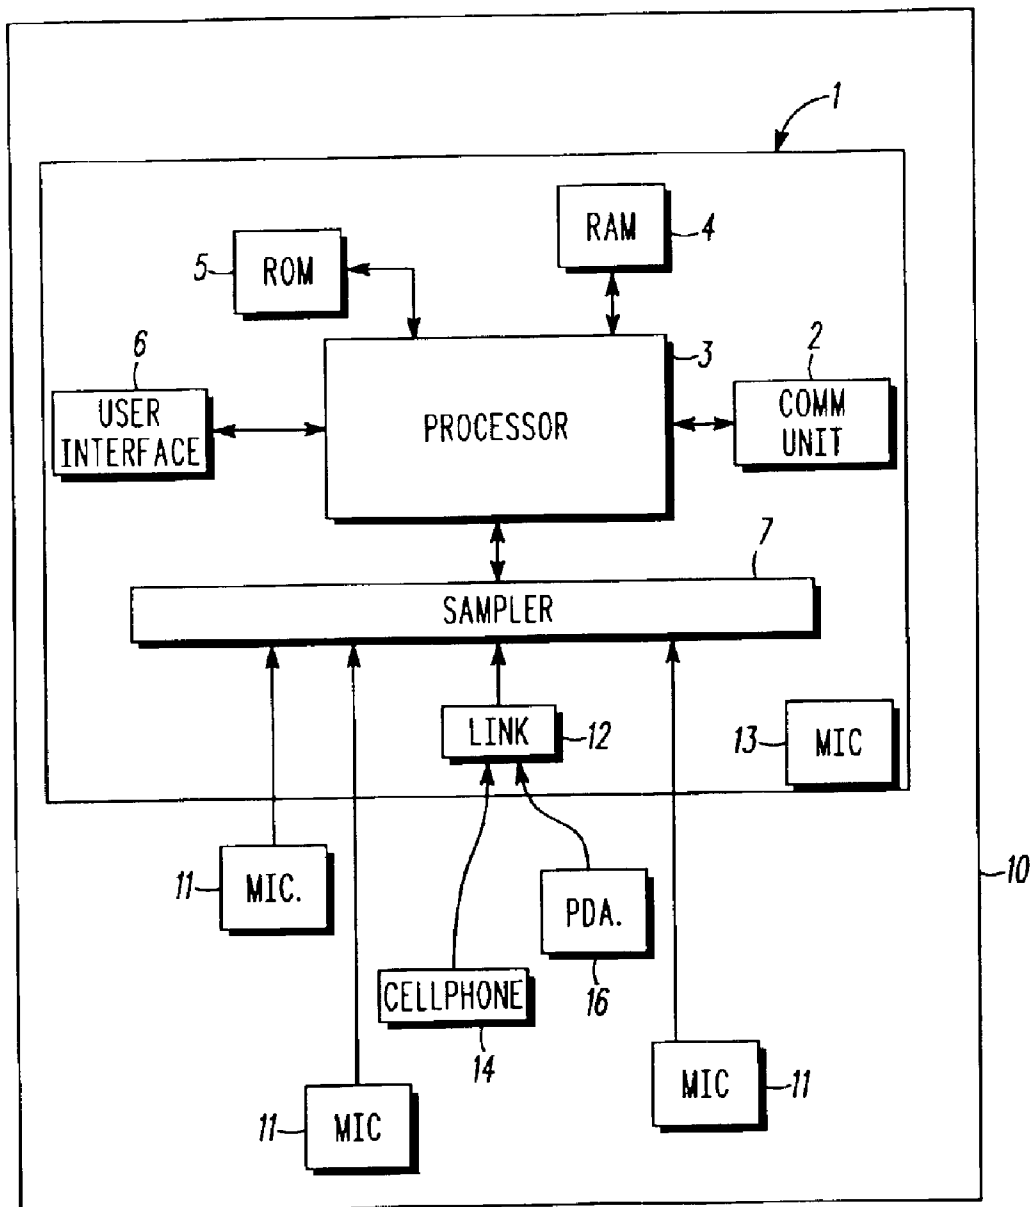 1
RAM
4
5
ROM
6
3
2
USER
INTERFACE
PROCESSOR
COMM
UNIT
7
SAMPLER
LINK
12
13
MIC
11
MIC.
PDA.
10
CELLPHONE
16
14
MIC
11
11
MIC